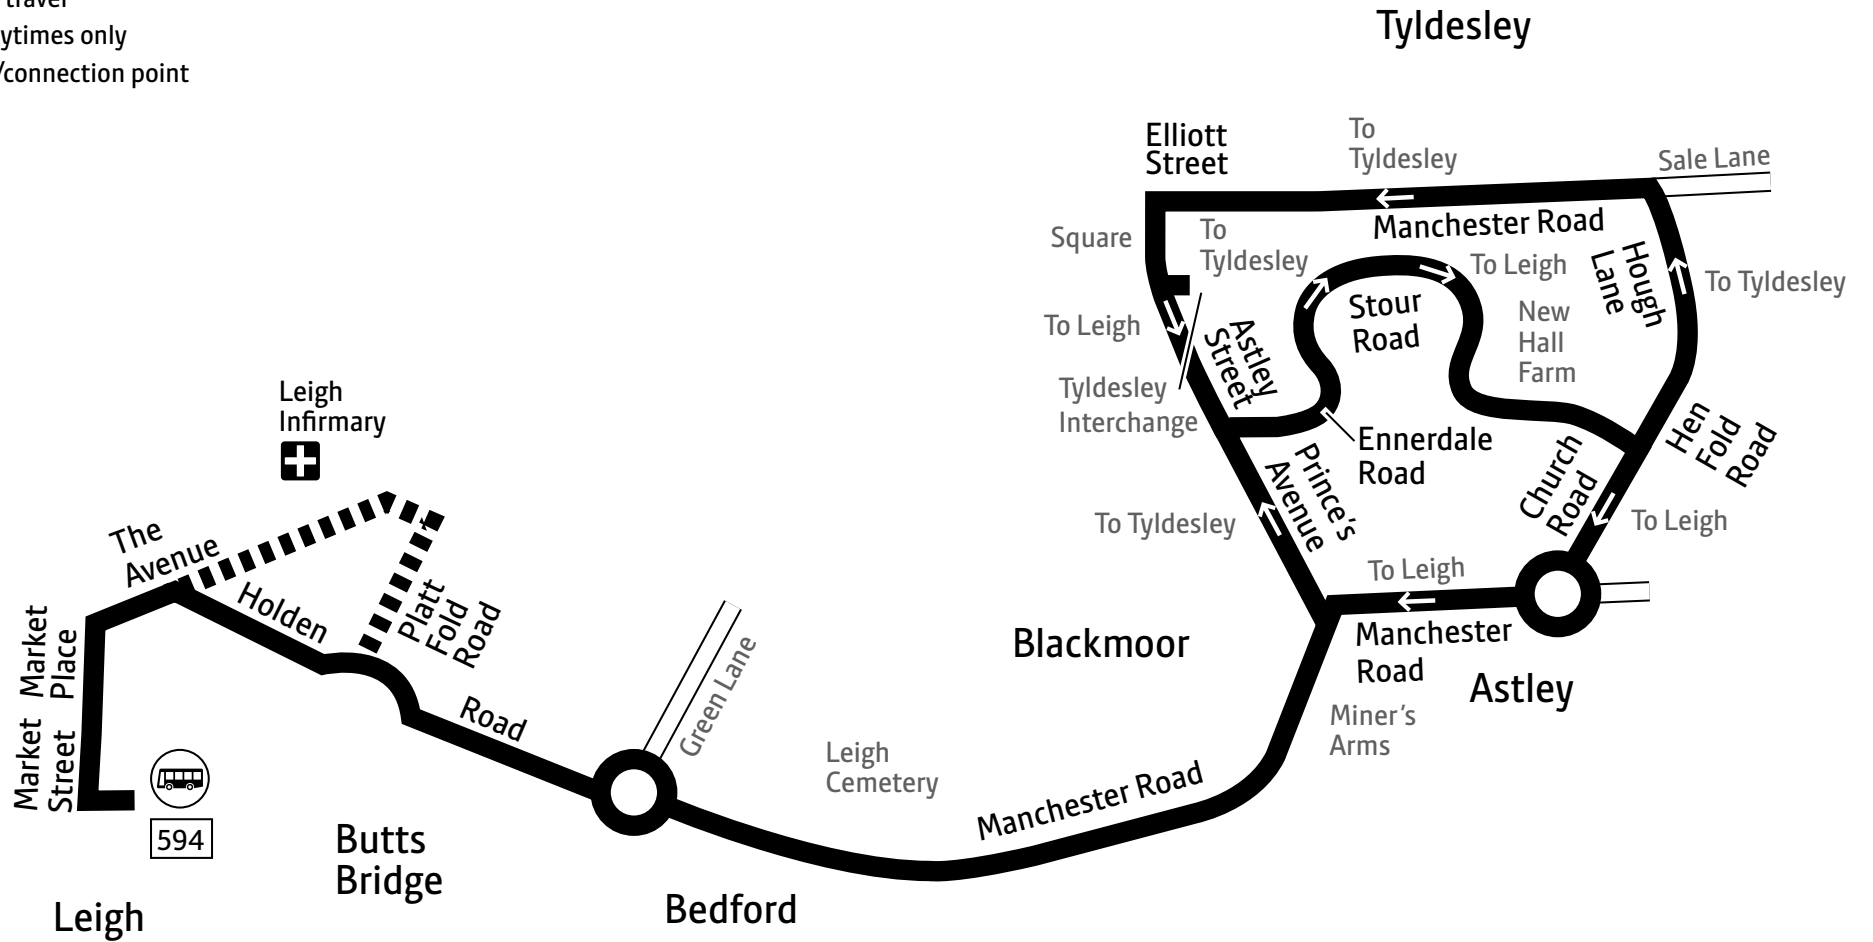 travel
ytimes only
/connection point
Tyldesley
Elliott
Street
To
Tyldesley
Sale Lane
Square
To
Tyldesley
Manchester Road
To Leigh
Hough
Lane
To Tyldesley
To Leigh
Astley
Street
Stour
Road
New
Hall
Farm
Tyldesley
Interchange
Ennerdale
Road
Hen
Fold
Road
Prince's
Avenue
Church
Road
To Tyldesley
To Leigh
To Leigh
Leigh
Infirmary
The
Avenue
Holden
Platt
Fold
Road
Market
Place
Market
Street
Road
Green Lane
Blackmoor
Manchester
Road
Astley
Miner's
Arms
Leigh
Cemetery
Manchester Road
594
Butts
Bridge
Bedford
Leigh